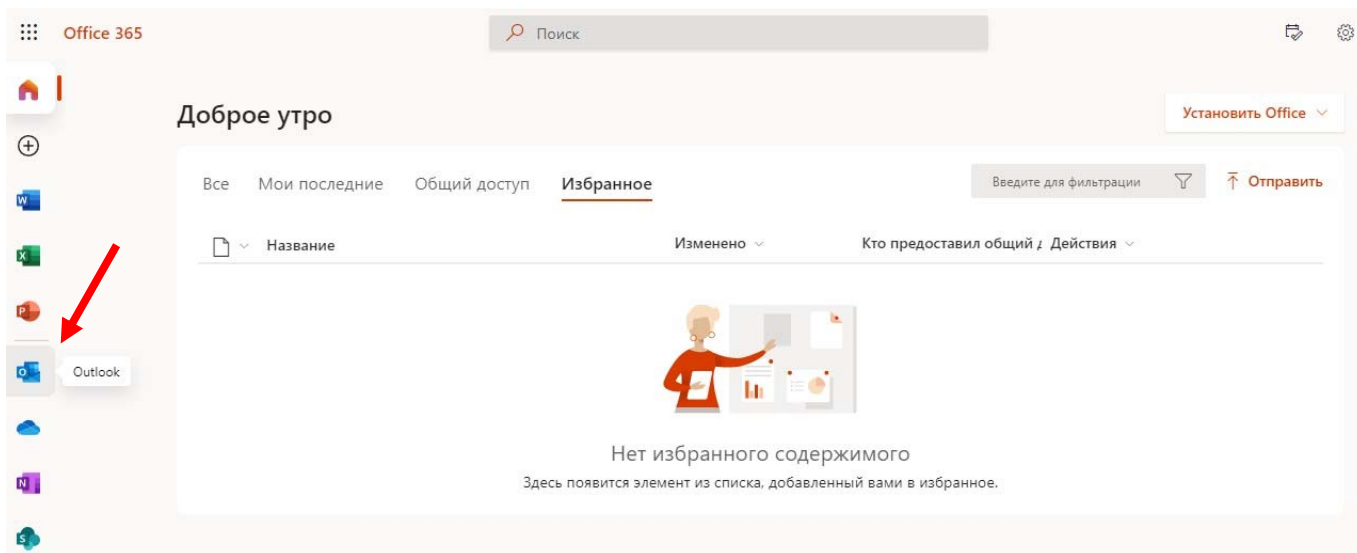 Office 365
Поиск
Доброе утро
Установить Office
Все Мои последние Общий доступ Избранное
Введите для фильтрации
Отправить
Название Изменено Кто предоставил общий Действия
Outlook
Нет избранного содержимого
Здесь появится элемент из списка, добавленный вами в избранное.